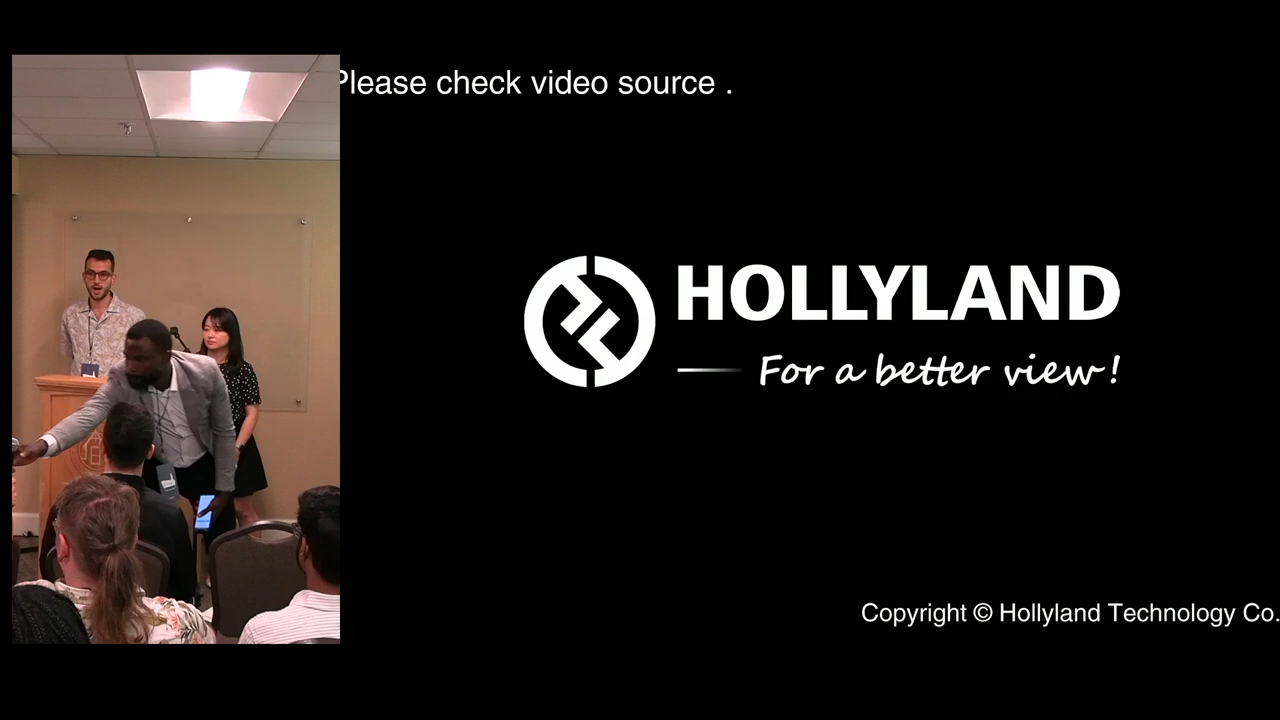 Please check video source .
HOLLYLAND
For a better view!
Copyright © Hollyland Technology Co.